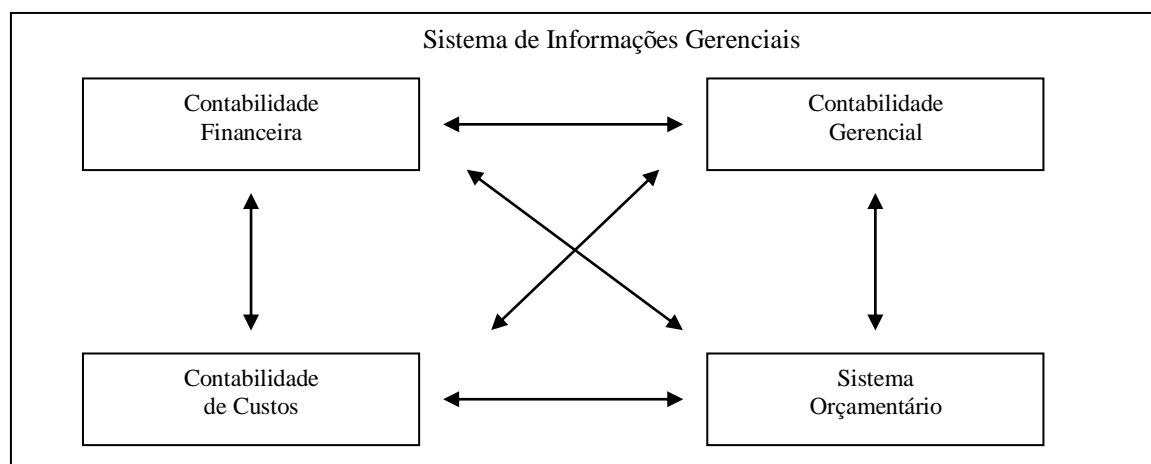 Sistema de Informações Gerenciais
Contabilidade
Financeira
Contabilidade
Gerencial
Contabilidade
de Custos
Sistema
Orçamentário